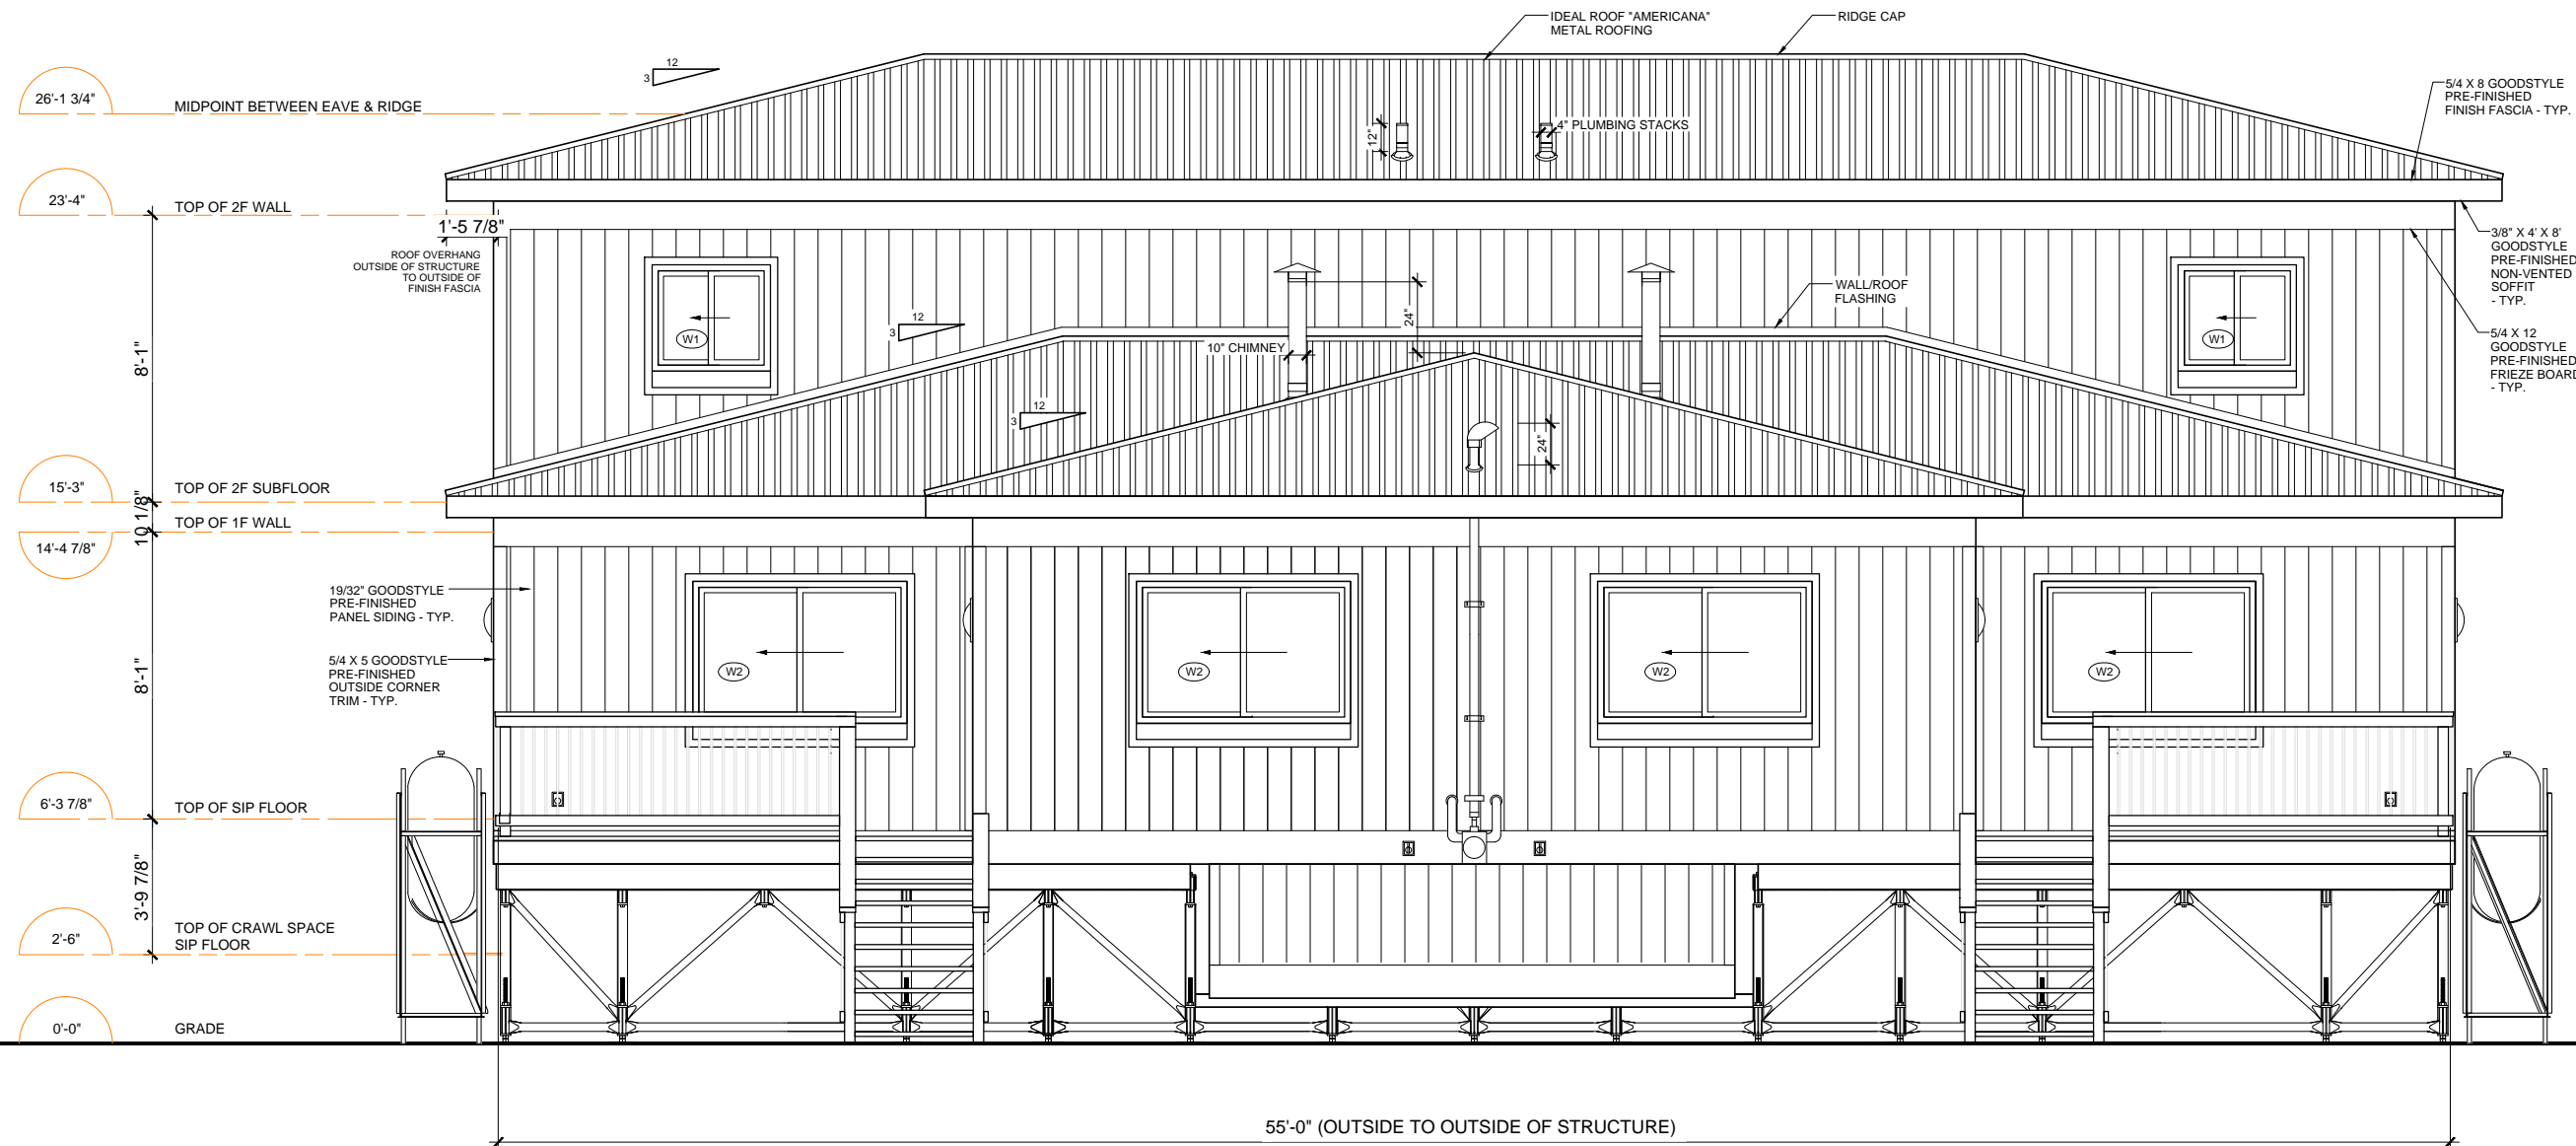 IDEAL ROOF "AMERICANA"
METAL ROOFING
RIDGE CAP
12
3
26'-1 3/4"
MIDPOINT BETWEEN EAVE & RIDGE
5/4 X 8 GOODSTYLE
PRE-FINISHED
FINISH FASCIA - TYP.
12"
4" PLUMBING STACKS
23'-4"
TOP OF 2F WALL
1'-5 7/8"
ROOF OVERHANG
OUTSIDE OF STRUCTURE
TO OUTSIDE OF
FINISH FASCIA
3/8" X 4' X 8'
GOODSTYLE
PRE-FINISHED
NON-VENTED
SOFFIT
- TYP.
WALL/ROOF
FLASHING
24"
12
3
W1
W1
5/4 X 12
GOODSTYLE
PRE-FINISHED
FRIEZE BOARD
- TYP.
10" CHIMNEY
8'-1"
12
3
24"
15'-3"
TOP OF 2F SUBFLOOR
10 1/8"
TOP OF 1F WALL
14'-4 7/8"
19/32" GOODSTYLE
PRE-FINISHED
PANEL SIDING - TYP.
8'-1"
5/4 X 5 GOODSTYLE
PRE-FINISHED
OUTSIDE CORNER
TRIM - TYP.
W2
W2
W2
W2
6'-3 7/8"
TOP OF SIP FLOOR
3'-9 7/8"
2'-6"
TOP OF CRAWL SPACE
SIP FLOOR
0'-0"
GRADE
55'-0" (OUTSIDE TO OUTSIDE OF STRUCTURE)